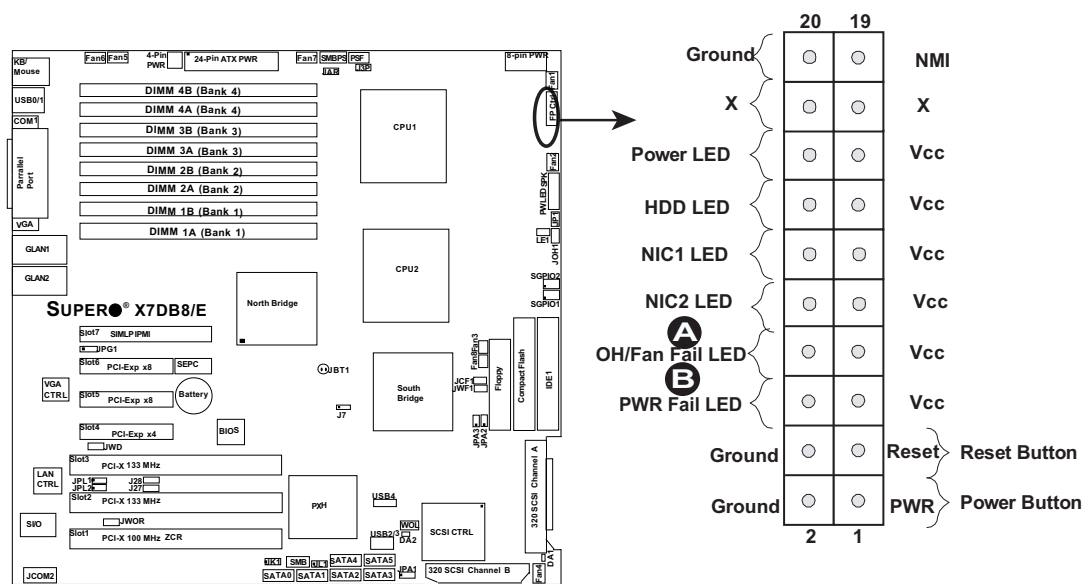 KB/
Mouse
USB0/1
COM1
Parrallel
Port
VGA
GLAN1
GLAN2
Fan6
Fan5
4-Pin
PWR
24-Pin ATX PWR
Fan7
SMBPS
PSF
JAR
J3P
8-pin PWR
Fan1
FP Ctrl
DIMM 4B (Bank 4)
DIMM 4A (Bank 4)
DIMM 3B (Bank 3)
DIMM 3A (Bank 3)
DIMM 2B (Bank 2)
DIMM 2A (Bank 2)
DIMM 1B (Bank 1)
DIMM 1A (Bank 1)
CPU1
Fan2
PWLED SPK
JP1
LE1
JOH1
CPU2
SGPIO2
SGPIO1
North Bridge
SUPER® X7DB8/E
Slot7
SIMLP IPMI
JPG1
Slot6
PCI-Exp x8
SEPC
VGA
CTRL
Slot5
PCI-Exp x8
Battery
Slot4
PCI-Exp x4
BIOS
JWD
JBT1
J7
South
Bridge
Fan8
Fan3
JCF1
JWF1
JPA3
JPA2
Floppy
Compact Flash
IDE1
Slot3
PCI-X 133 MHz
LAN
CTRL
JPL1
JPL2
J28
J27
Slot2
PCI-X 133 MHz
SI/O
JWOR
Slot1
PCI-X 100 MHz ZCR
PXH
USB4
USB2/3
WOL
DA2
SCSI CTRL
320 SCSI Channel A
DA1
JCOM2
JK1
SMB
JL1
SATA4
SATA5
SATA0
SATA1
SATA2
SATA3
JPA1
320 SCSI Channel B
Fan4
20 19
Ground NMI
X X
Power LED Vcc
HDD LED Vcc
NIC1 LED Vcc
NIC2 LED Vcc
A
OH/Fan Fail LED Vcc
B
PWR Fail LED Vcc
Ground Reset Reset Button
Ground PWR Power Button
2 1